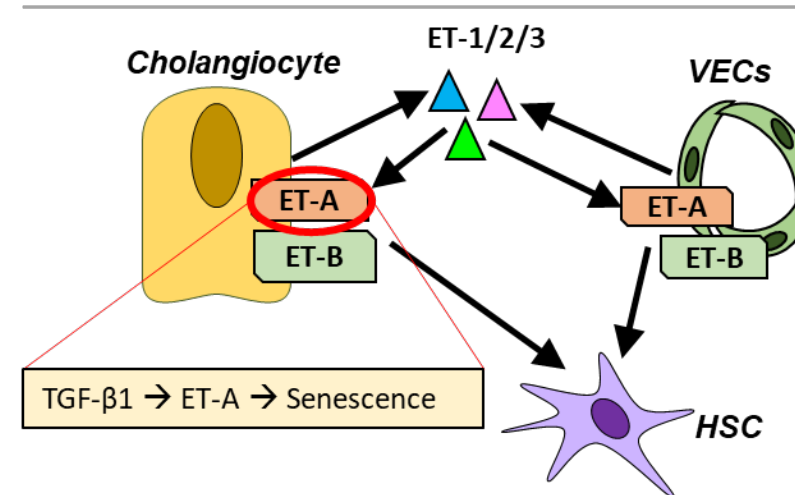 ET-1/2/3
Cholangiocyte
VECs
ET-A
ET-A
ET-B
ET-B
TGF-β1 → ET-A → Senescence
HSC